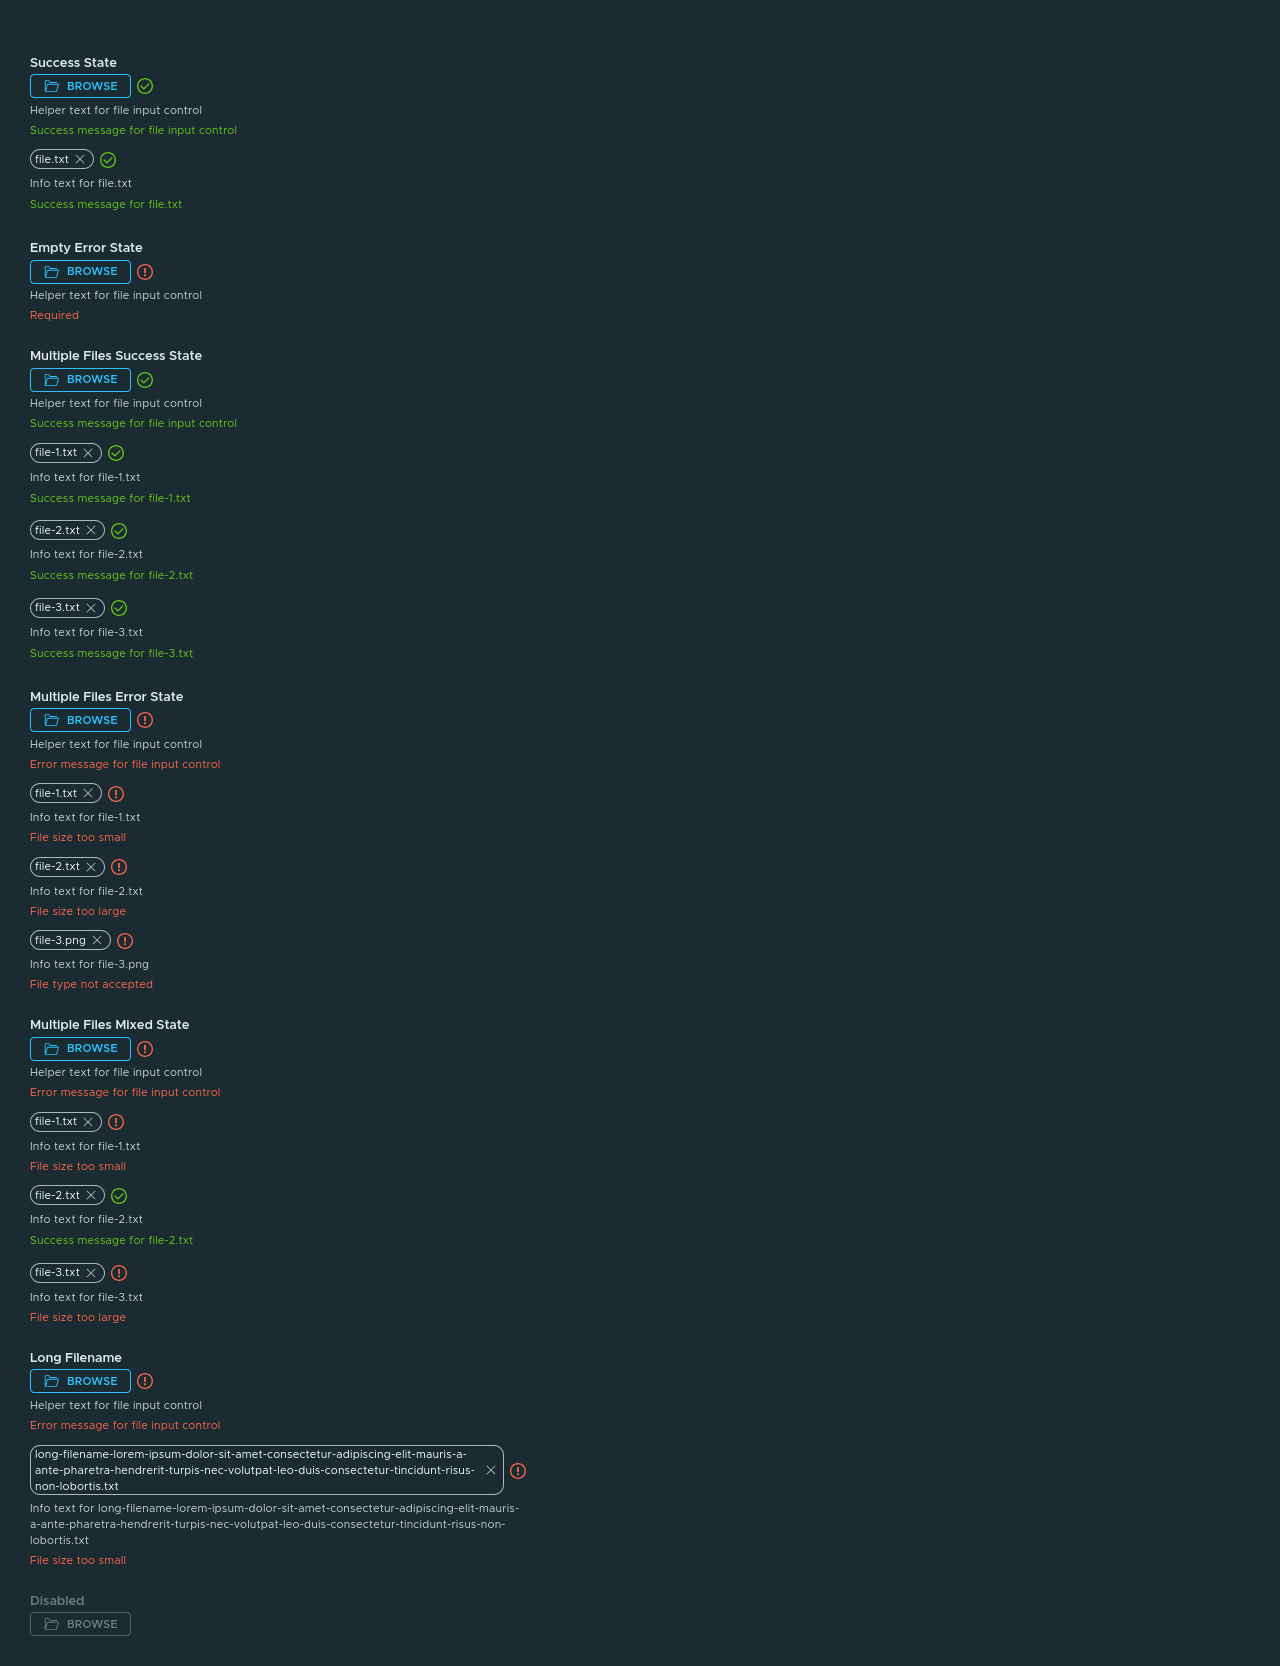 Success State
BROWSE
Helper text for file input control
Success message for file input control
file.txt
Info text for file.txt
Success message for file.txt
Empty Error State
BROWSE
Helper text for file input control
Required
Multiple Files Success State
BROWSE
Helper text for file input control
Success message for file input control
file-1.txt
Info text for file-1.txt
Success message for file-1.txt
file-2.txt
Info text for file-2.txt
Success message for file-2.txt
file-3.txt
Info text for file-3.txt
Success message for file-3.txt
Multiple Files Error State
BROWSE
Helper text for file input control
Error message for file input control
file-1.txt
Info text for file-1.txt
File size too small
file-2.txt
Info text for file-2.txt
File size too large
file-3.png
Info text for file-3.png
File type not accepted
Multiple Files Mixed State
BROWSE
Helper text for file input control
Error message for file input control
file-1.txt
Info text for file-1.txt
File size too small
file-2.txt
Info text for file-2.txt
Success message for file-2.txt
file-3.txt
Info text for file-3.txt
File size too large
Long Filename
BROWSE
Helper text for file input control
Error message for file input control
long-filename-lorem-ipsum-dolor-sit-amet-consectetur-adipiscing-elit-mauris-a-
ante-pharetra-hendrerit-turpis-nec-volutpat-leo-duis-consectetur-tincidunt-risus-
non-lobortis.txt
Info text for long-filename-lorem-ipsum-dolor-sit-amet-consectetur-adipiscing-elit-mauris-
a-ante-pharetra-hendrerit-turpis-nec-volutpat-leo-duis-consectetur-tincidunt-risus-non-
lobortis.txt
File size too small
Disabled
BROWSE